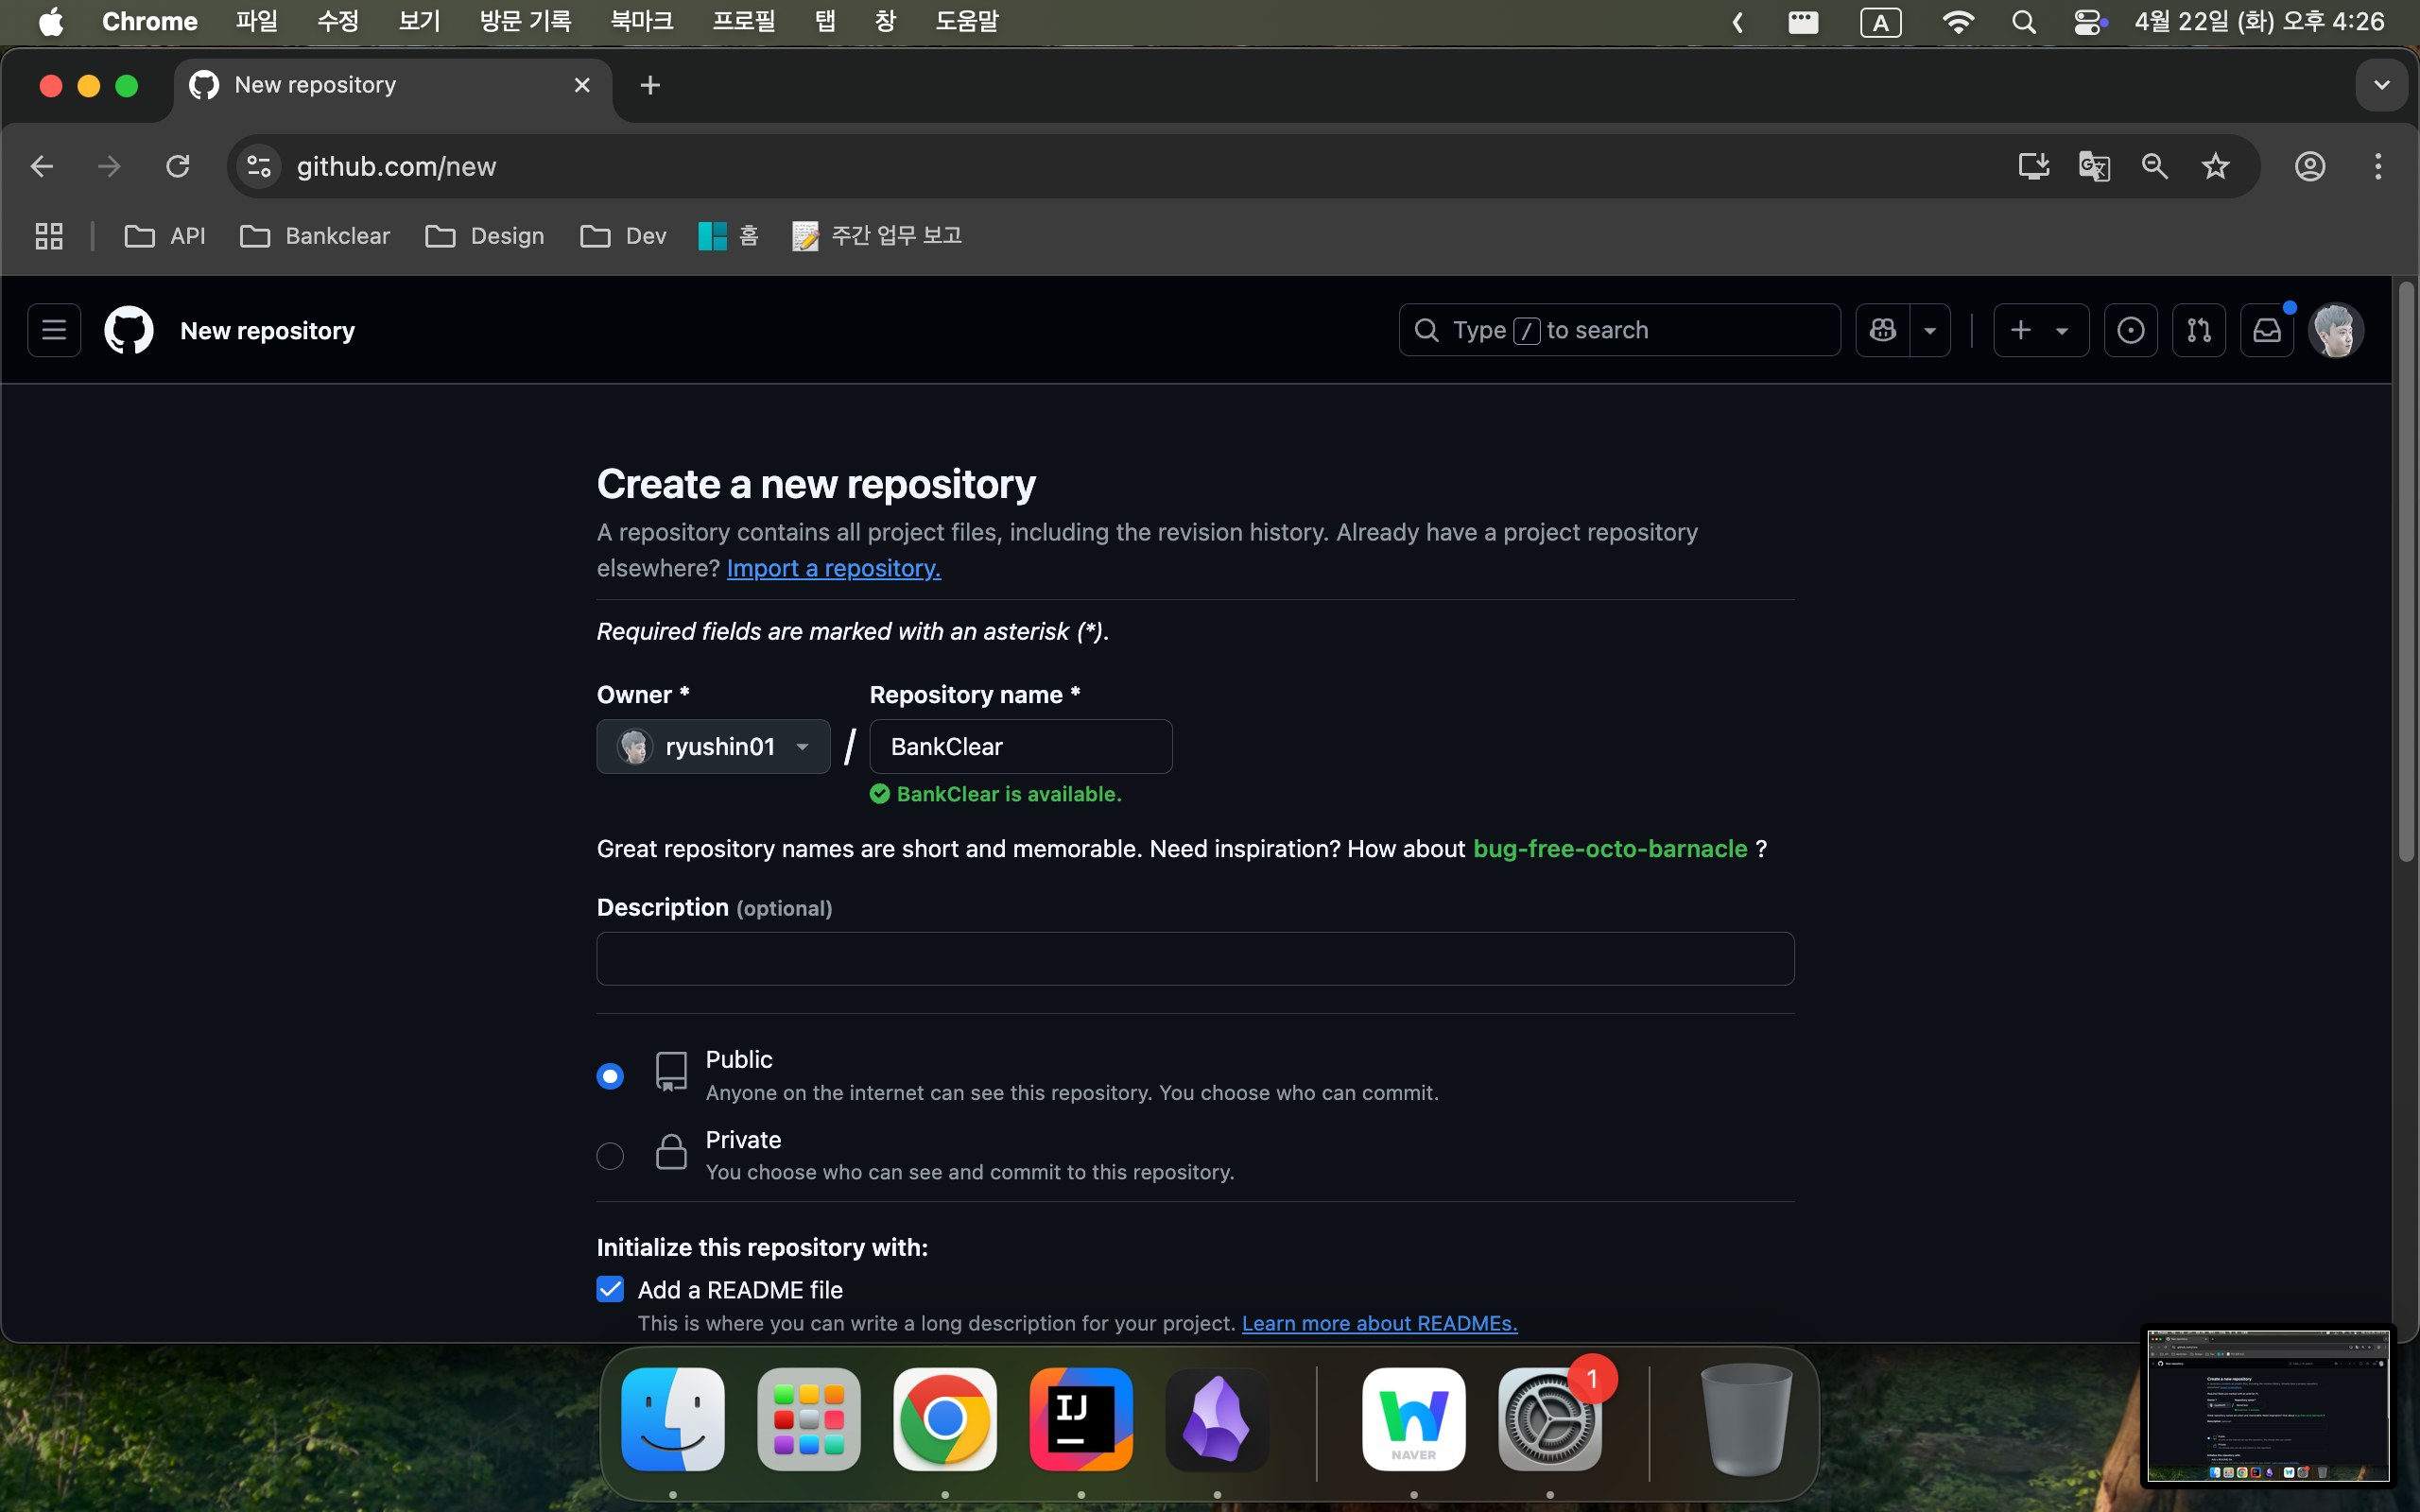 Chrome 파일 수정 보기 방문 기록 북마크 프로필 탭 창 도움말 A 4월 22일 (화) 오후 4:26
New repository
github.com/new
API Bankclear Design Dev 홈 주간 업무 보고
New repository Type / to search
Create a new repository
A repository contains all project files, including the revision history. Already have a project repository
elsewhere? Import a repository.
Required fields are marked with an asterisk (*).
Owner * Repository name *
ryushin01 / BankClear
BankClear is available.
Great repository names are short and memorable. Need inspiration? How about bug-free-octo-barnacle ?
Description (optional)
Public
Anyone on the internet can see this repository. You choose who can commit.
Private
You choose who can see and commit to this repository.
Initialize this repository with:
Add a README file
This is where you can write a long description for your project. Learn more about READMEs.
IJ
NAVER
1